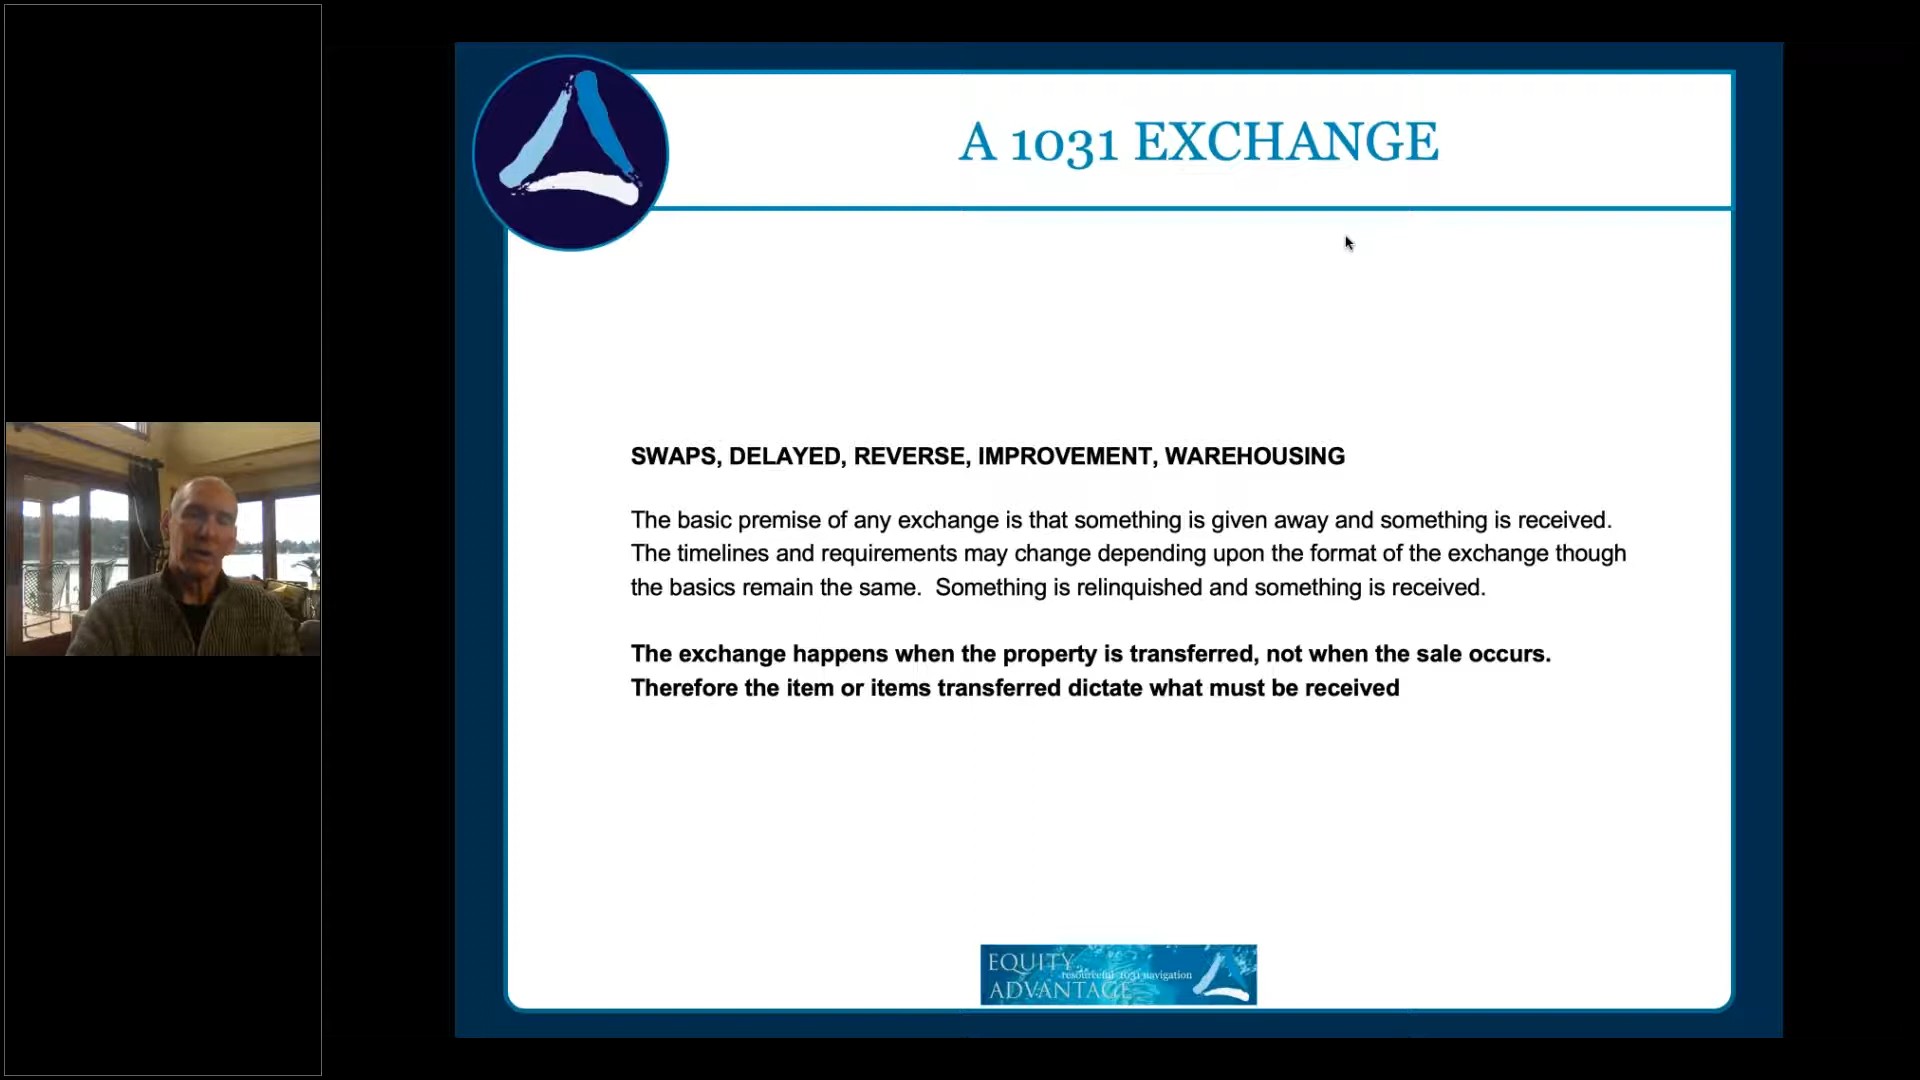 A 1031 EXCHANGE
SWAPS, DELAYED, REVERSE, IMPROVEMENT, WAREHOUSING
The basic premise of any exchange is that something is given away and something is received.
The timelines and requirements may change depending upon the format of the exchange though
the basics remain the same.  Something is relinquished and something is received.
The exchange happens when the property is transferred, not when the sale occurs.
Therefore the item or items transferred dictate what must be received
EQUITY
resourceful 1031 navigation
ADVANTAGE